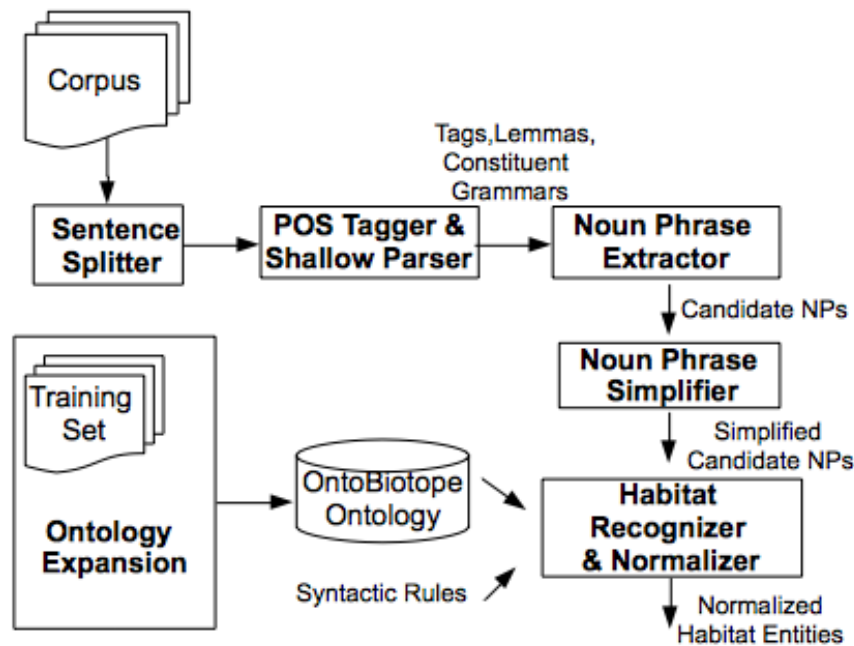 Corpus
Tags,Lemmas,
Constituent
Grammars
Sentence
Splitter
POS Tagger &
Shallow Parser
Noun Phrase
Extractor
Candidate NPs
Noun Phrase
Simplifier
Simplified
Candidate NPs
Training
Set
Ontology
Expansion
OntoBiotope
Ontology
Syntactic Rules
Habitat
Recognizer
& Normalizer
Normalized
Habitat Entities